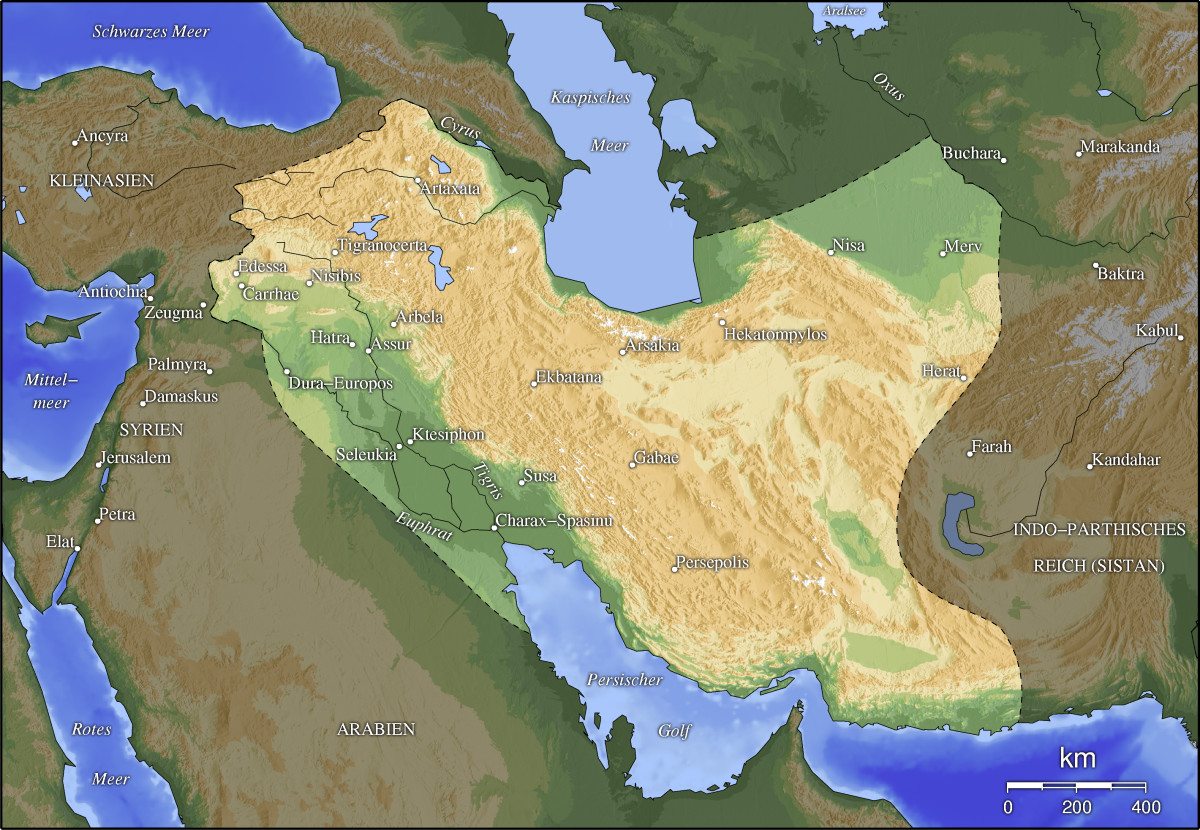 Schwarzes Meer
Aralsee
Kaspisches
Meer
Oxus
Cyrus
Ancyra
Buchara
Marakanda
KLEINASIEN
Artaxata
Tigranocerta
Nisa
Merv
Edessa
Nisibis
Baktra
Antiochia
Carrhae
Zeugma
Arbela
Kabul
Hatra
Assur
Arsakia
Hekatompylos
Palmyra
Mittel–
meer
Dura–Europos
Ekbatana
Herat
Damaskus
SYRIEN
Ktesiphon
Seleukia
Farah
Jerusalem
Gabae
Kandahar
Tigris
Susa
Petra
Euphrat
Charax–Spasinu
INDO–PARTHISCHES
REICH (SISTAN)
Elat
Persepolis
Persischer
Golf
Rotes
Meer
ARABIEN
km
0 200 400